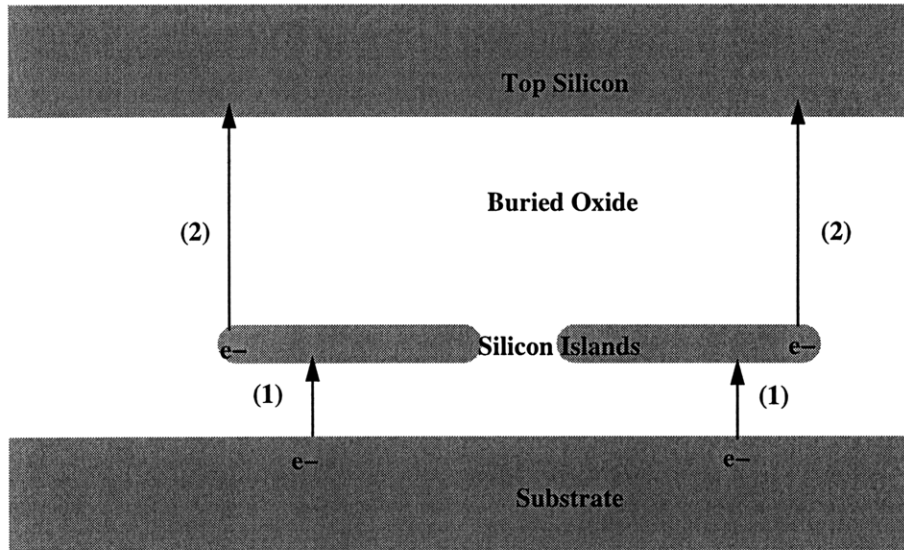 Top Silicon
Buried Oxide
(2)
(2)
e–
Silicon Islands
e–
(1)
(1)
e–
e–
Substrate